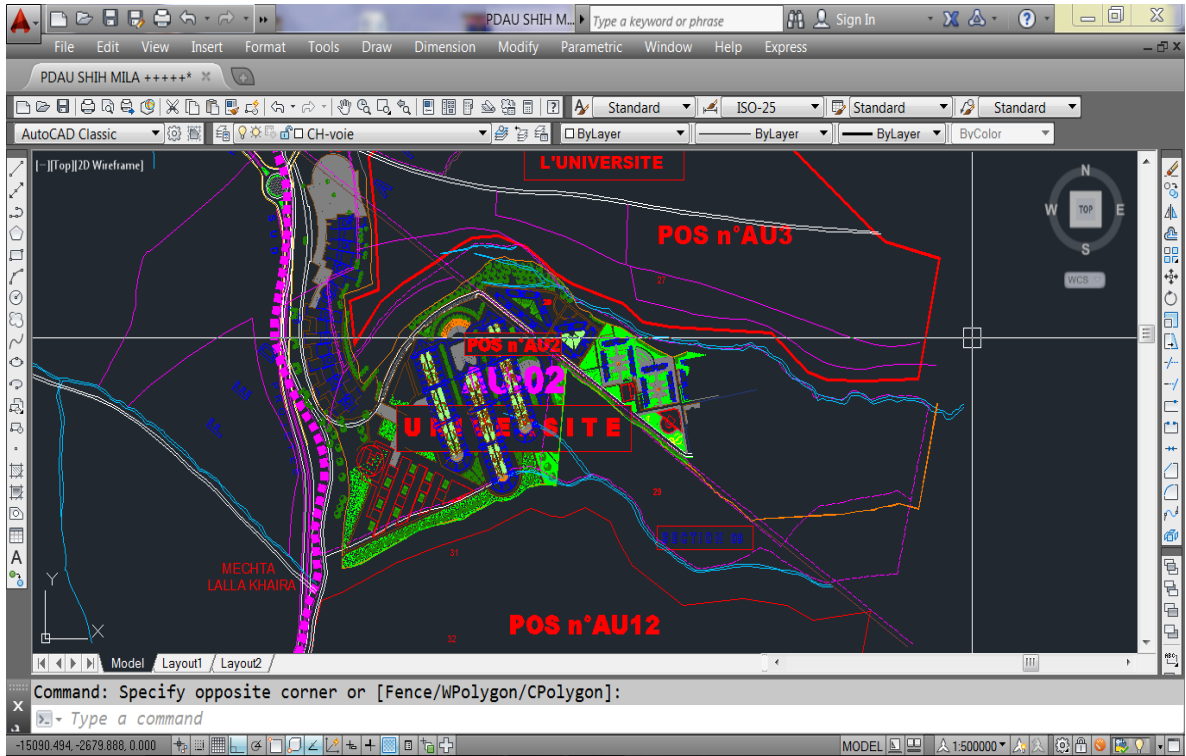 PDAU SHIH M...
Type a keyword or phrase
Sign In
File Edit View Insert Format Tools Draw Dimension Modify Parametric Window Help Express
PDAU SHIH MILA +++++*
Standard ISO-25 Standard Standard
AutoCAD Classic CH-voie ByLayer ByLayer ByLayer ByColor
[−][Top][2D Wireframe]
L'UNIVERSITE
N
W TOP E
S
WCS
POS n°AU3
27
28
POS n°AU2
AU 02
UNIVERSITE
29
SECTION
31
MECHTA
LALLA KHAIRA
POS n°AU12
32
Y
X
Model Layout1 Layout2
Command: Specify opposite corner or [Fence/WPolygon/CPolygon]:
Type a command
-15090.494, -2679.888, 0.000 MODEL 1:500000